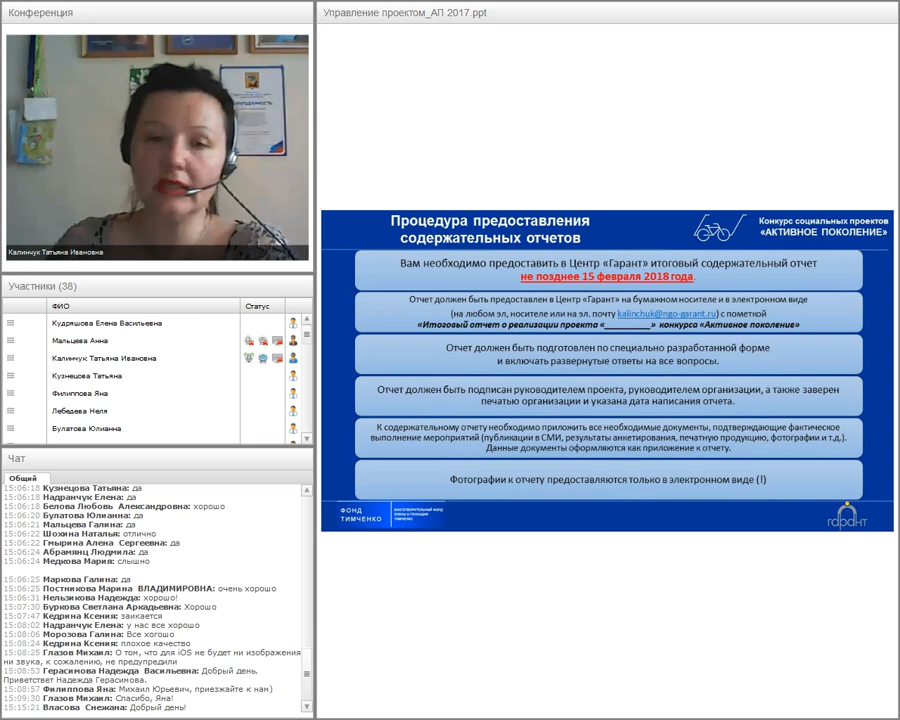 Конференция
БЛАГОДАРНОСТЬ
Калинчук Татьяна Ивановна
Участники (38)
ФИО
Статус
Кудряшова Елена Васильевна
Мальцева Анна
Калинчук Татьяна Ивановна
Кузнецова Татьяна
Филиппова Яна
Лебедева Неля
Булатова Юлианна
Чат
Общий
15:06:18 Кузнецова Татьяна: да
15:06:18 Надранчук Елена: да
15:06:18 Белова Любовь Александровна: хорошо
15:06:20 Булатова Юлианна: да
15:06:21 Мальцева Галина: да
15:06:22 Шохина Наталья: отлично
15:06:22 Гмырина Алена Сергеевна: да
15:06:24 Абрамянц Людмила: да
15:06:24 Медкова Мария: слышно
15:06:25 Маркова Галина: да
15:06:25 Постникова Марина ВЛАДИМИРОВНА: очень хорошо
15:06:31 Нельзикова Надежда: хорошо!
15:07:30 Буркова Светлана Аркадьевна: Хорошо
15:07:47 Кедрина Ксения: заикается
15:08:02 Надранчук Елена: у нас все хорошо
15:08:06 Морозова Галина: Все хогошо
15:08:24 Кедрина Ксения: плохое качество
15:08:25 Глазов Михаил: О том, что для iOS не будет ни изображения,
ни звука, к сожалению, не предупредили
15:08:53 Герасимова Надежда Васильевна: Добрый день.
Приветствет Надежда Герасимова.
15:08:57 Филиппова Яна: Михаил Юрьевич, приезжайте к нам)
15:09:30 Глазов Михаил: Спасибо, Яна!
15:15:21 Власова Снежана: Добрый день!
Управление проектом_АП 2017.ppt
Процедура предоставления
содержательных отчетов
Конкурс социальных проектов
«АКТИВНОЕ ПОКОЛЕНИЕ»
Вам необходимо предоставить в Центр «Гарант» итоговый содержательный отчет
не позднее 15 февраля 2018 года.
Отчет должен быть предоставлен в Центр «Гарант» на бумажном носителе и в электронном виде
(на любом эл, носителе или на эл. почту kalinchuk@ngo-garant.ru) с пометкой
«Итоговый отчет о реализации проекта «_________» конкурса «Активное поколение»
Отчет должен быть подготовлен по специально разработанной форме
и включать развернутые ответы на все вопросы.
Отчет должен быть подписан руководителем проекта, руководителем организации, а также заверен
печатью организации и указана дата написания отчета.
К содержательному отчету необходимо приложить все необходимые документы, подтверждающие фактическое
выполнение мероприятий (публикации в СМИ, результаты анкетирования, печатную продукцию, фотографии и т.д.).
Данные документы оформляются как приложение к отчету.
Фотографии к отчету предоставляются только в электронном виде (!)
ФОНД
ТИМЧЕНКО
БЛАГОТВОРИТЕЛЬНЫЙ ФОНД
ЕЛЕНЫ И ГЕННАДИЯ
ТИМЧЕНКО
гарант